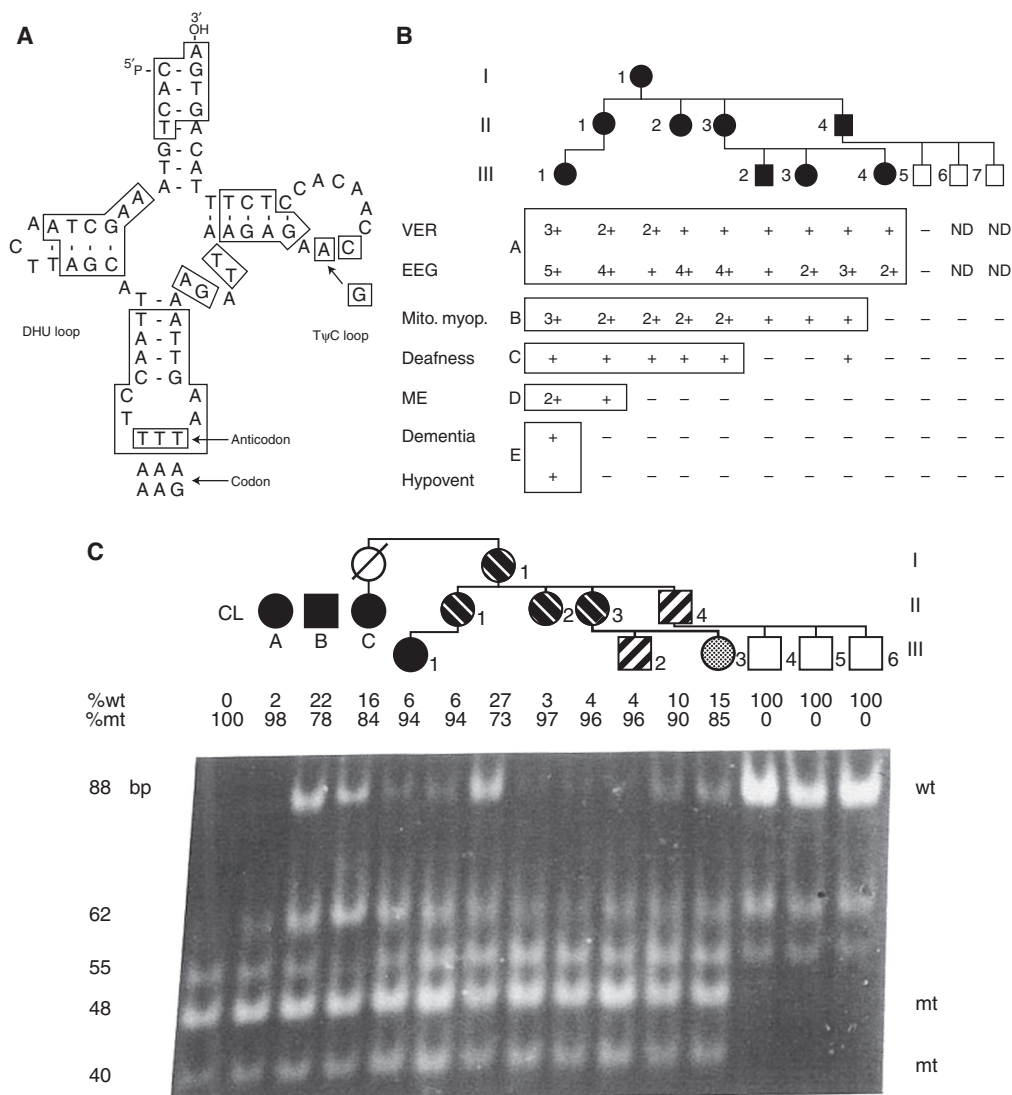 A
3′
OH
A
5′P - C - G
A - T
C - G
T - A
G - C
T - A
A - T
A A T C G A A
C
T T A G C
A
DHU loop
T T C T C C A C A A
A G A G A A A C C
G
TψC loop
T T A
A G
T - A
T - A
T - A
A - T
A - T
C - G
C A
T A
T T T
Anticodon
A A A
A A G
Codon
B
I 1
II 1 2 3 4
III 1 2 3 4 5 6 7
VER 3+ 2+ 2+ + + + + + + – ND ND
A
EEG 5+ 4+ + 4+ 4+ + 2+ 3+ 2+ – ND ND
Mito. myop. B 3+ 2+ 2+ 2+ 2+ + + + – – – –
Deafness C + + + + + – – + – – – –
ME D 2+ + – – – – – – – – – –
Dementia + – – – – – – – – – – –
E
Hypovent + – – – – – – – – – – –
C
1 I
CL A B C 1 2 3 4 II
1 2 3 4 5 6 III
%wt 0 2 22 16 6 6 27 3 4 4 10 15 100 100 100
%mt 100 98 78 84 94 94 73 97 96 96 90 85 0 0 0
88 bp wt
62
55
48 mt
40 mt